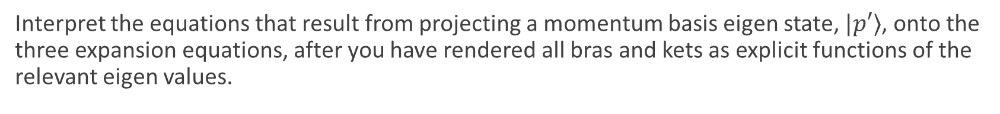 Interpret the equations that result from projecting a momentum basis eigen state, |p′⟩, onto the
three expansion equations, after you have rendered all bras and kets as explicit functions of the
relevant eigen values.